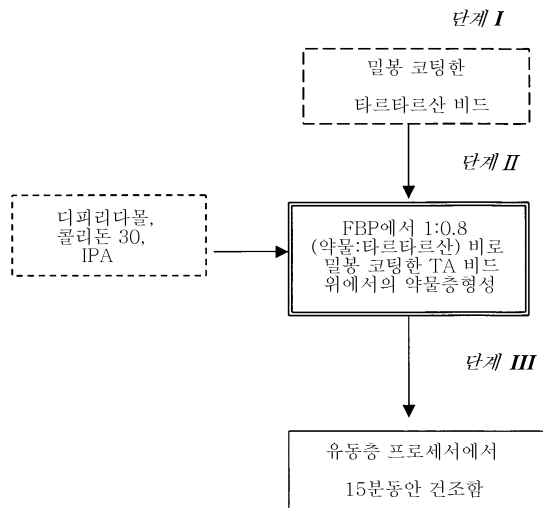 단계 I
밀봉 코팅한
타르타르산 비드
단계 II
디피리다몰,
콜리돈 30,
IPA
FBP에서 1:0.8
(약물:타르타르산) 비로
밀봉 코팅한 TA 비드
위에서의 약물층형성
단계 III
유동층 프로세서에서
15분동안 건조함